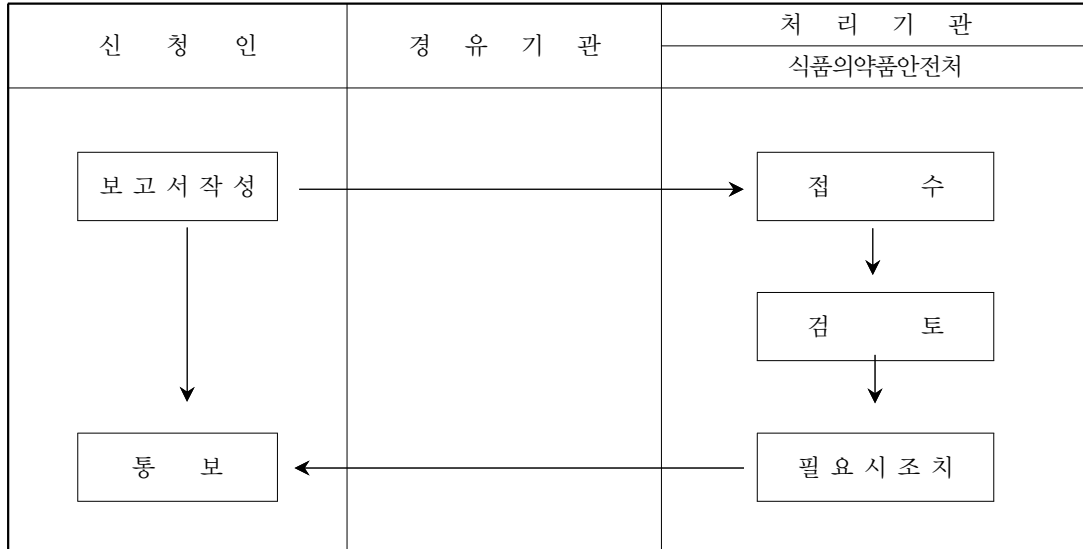 신 청 인
경 유 기 관
처 리 기 관
식품의약품안전처
보 고 서 작 성
접 수
검 토
통 보
필 요 시 조 치